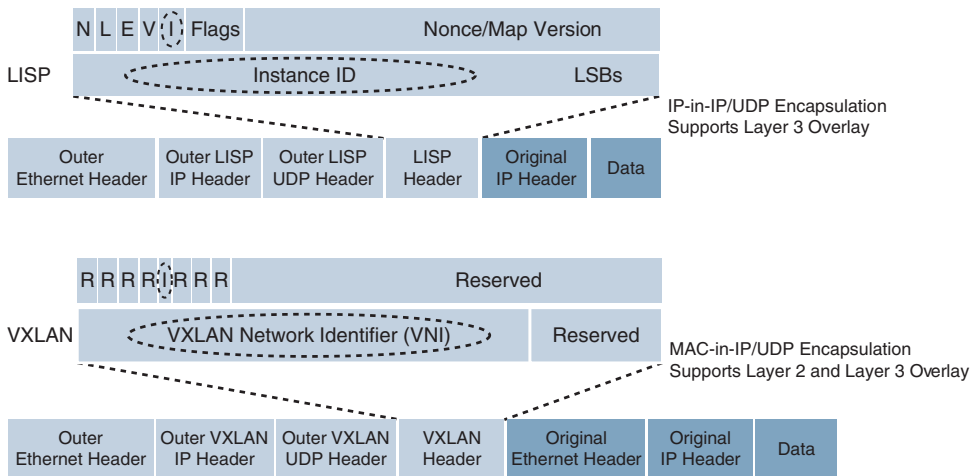 N L E V I Flags Nonce/Map Version
LISP
Instance ID LSBs
IP-in-IP/UDP Encapsulation
Supports Layer 3 Overlay
Outer
Ethernet Header
Outer LISP
IP Header
Outer LISP
UDP Header
LISP
Header
Original
IP Header
Data
R R R R I R R R Reserved
VXLAN
VXLAN Network Identifier (VNI) Reserved
MAC-in-IP/UDP Encapsulation
Supports Layer 2 and Layer 3 Overlay
Outer
Ethernet Header
Outer VXLAN
IP Header
Outer VXLAN
UDP Header
VXLAN
Header
Original
Ethernet Header
Original
IP Header
Data